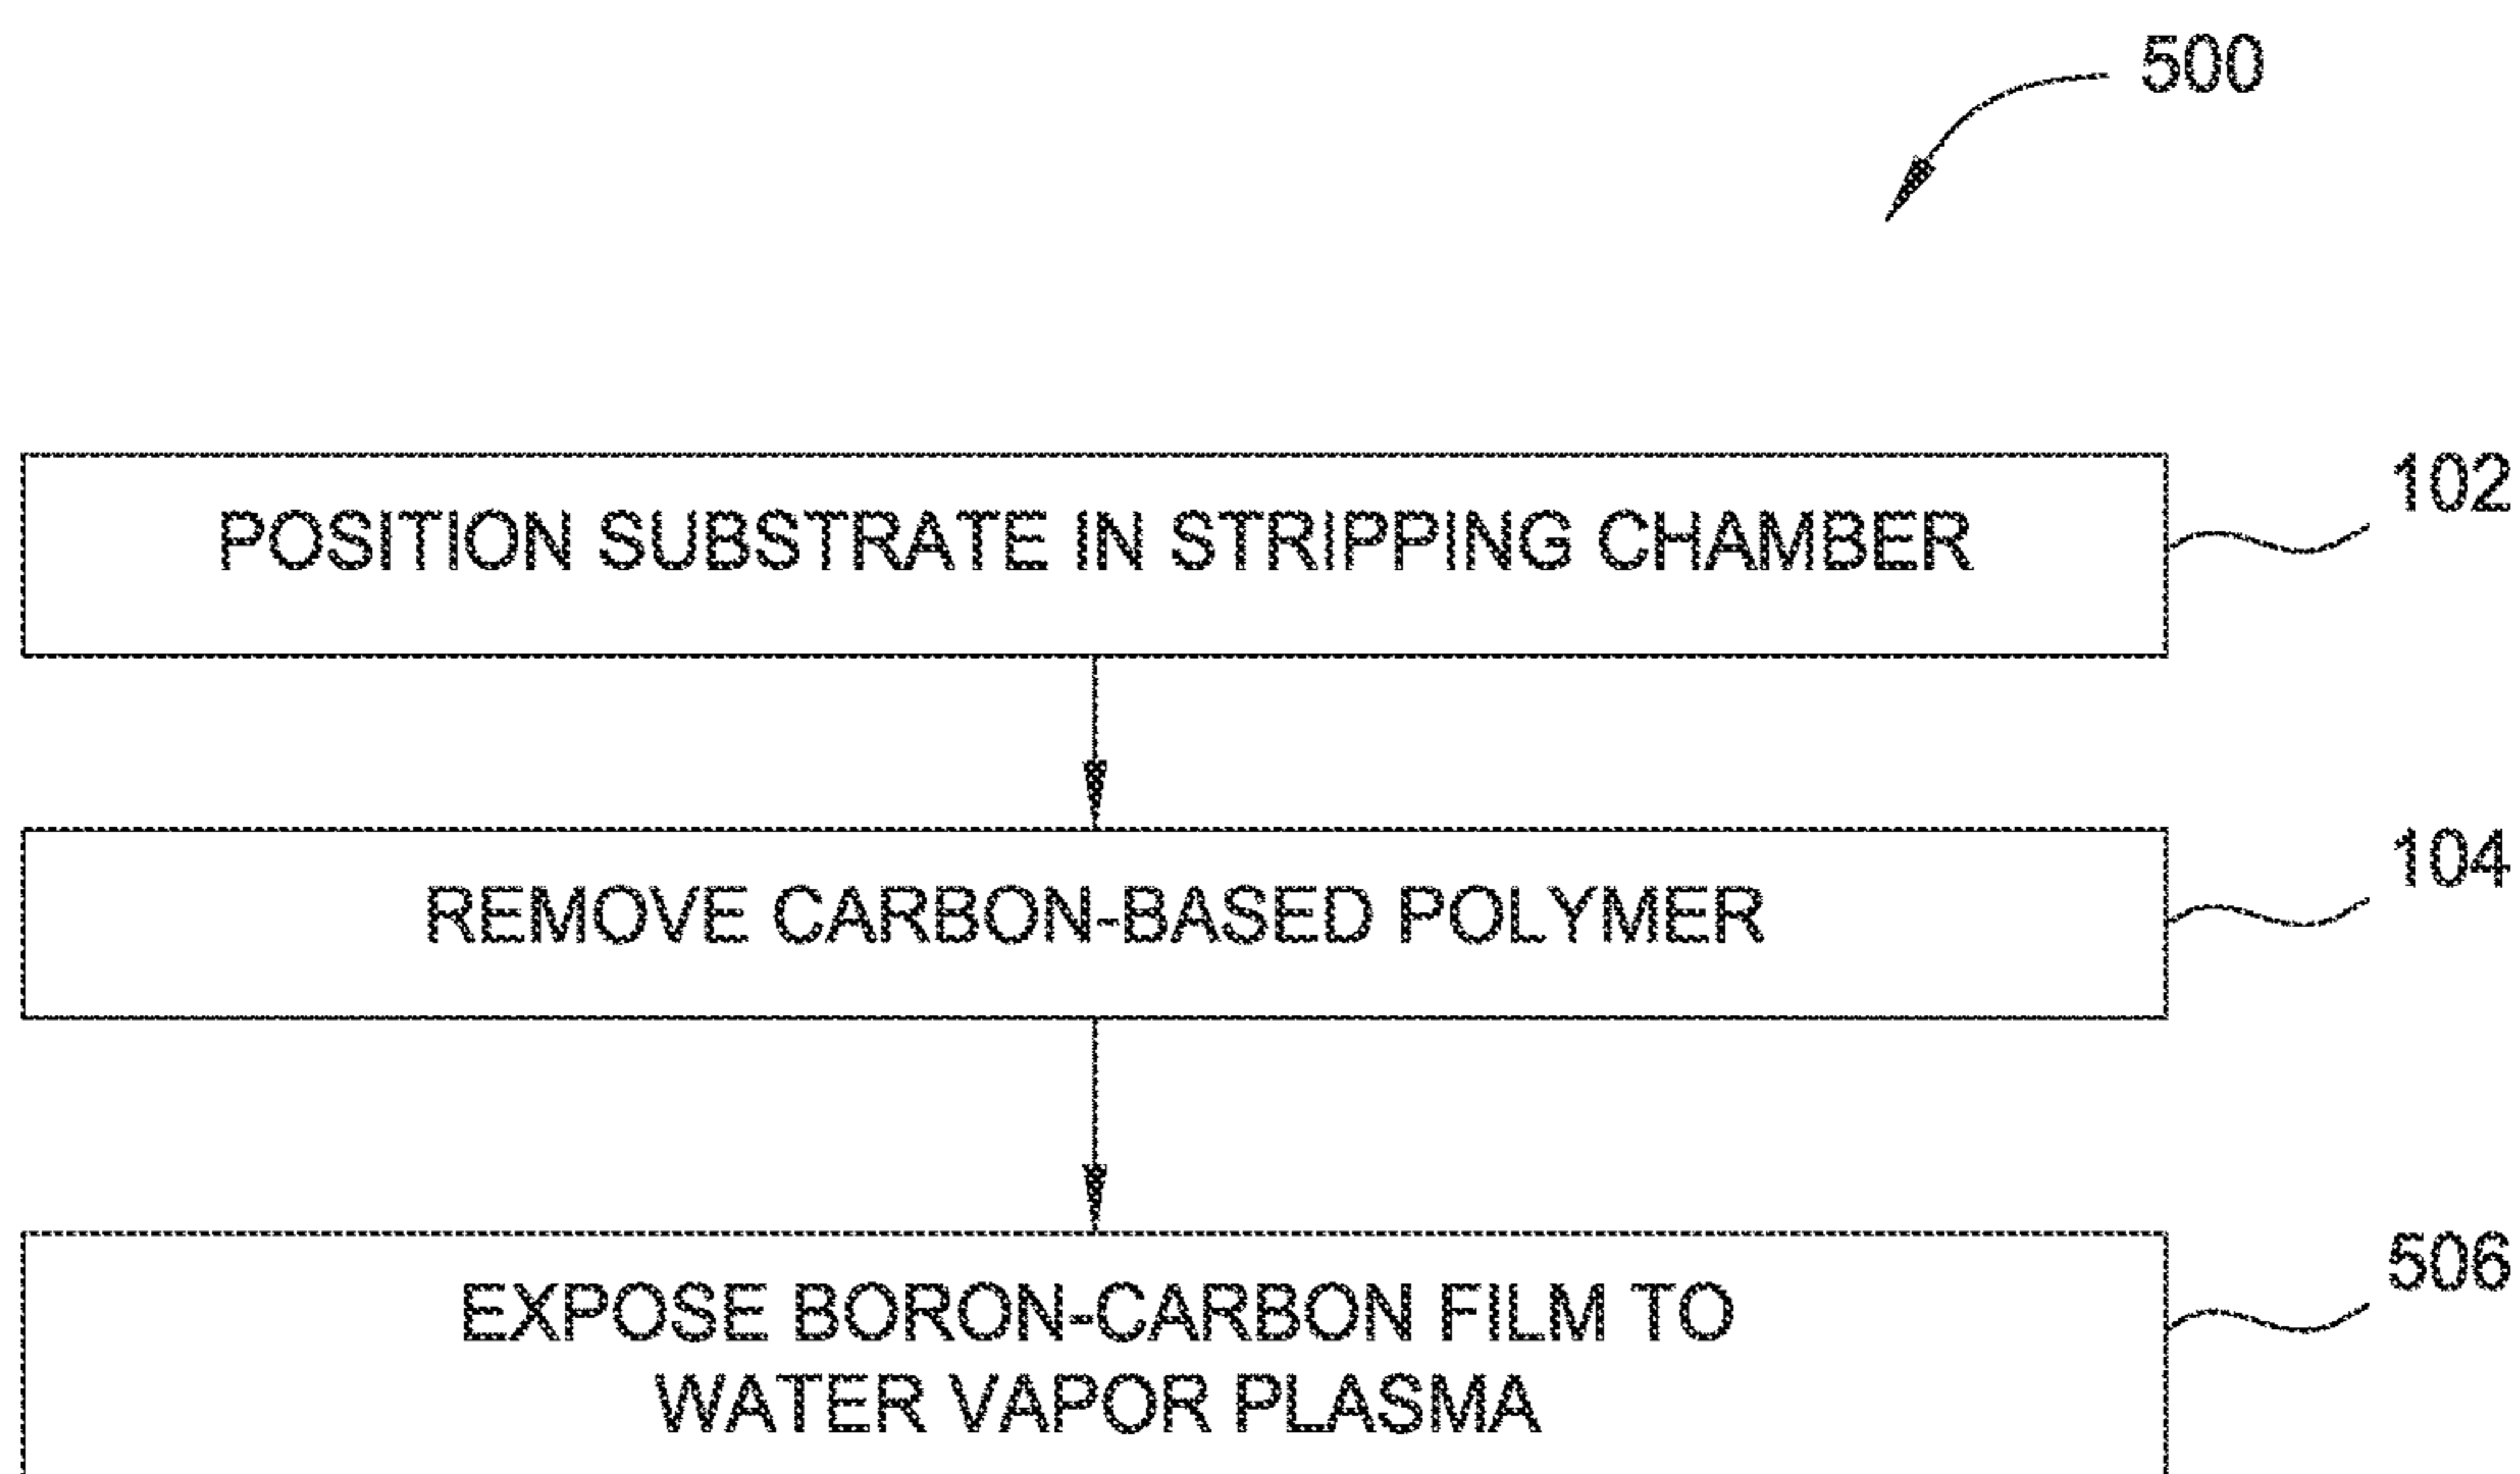 500
POSITION SUBSTRATE IN STRIPPING CHAMBER
102
REMOVE CARBON-BASED POLYMER
104
EXPOSE BORON-CARBON FILM TO
WATER VAPOR PLASMA
506